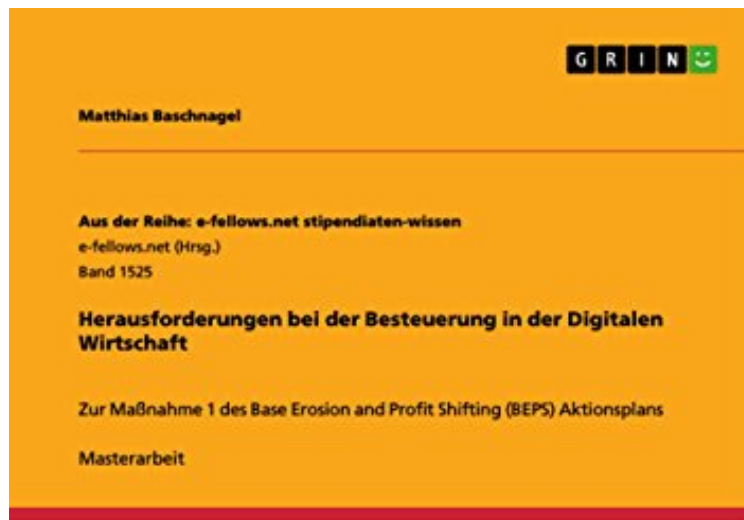 GRIN
Matthias Baschnagel
Aus der Reihe: e-fellows.net stipendiaten-wissen
e-fellows.net (Hrsg.)
Band 1525
Herausforderungen bei der Besteuerung in der Digitalen
Wirtschaft
Zur Maßnahme 1 des Base Erosion and Profit Shifting (BEPS) Aktionsplans
Masterarbeit